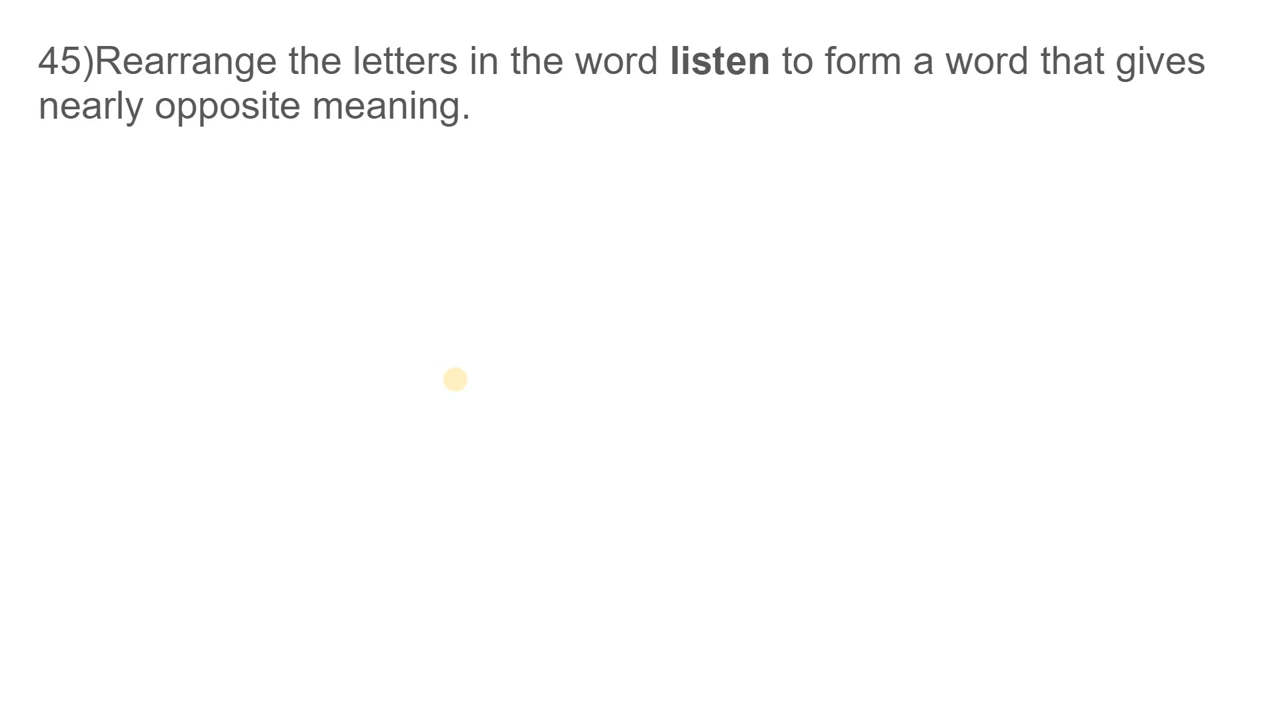 45)Rearrange the letters in the word listen to form a word that gives
nearly opposite meaning.